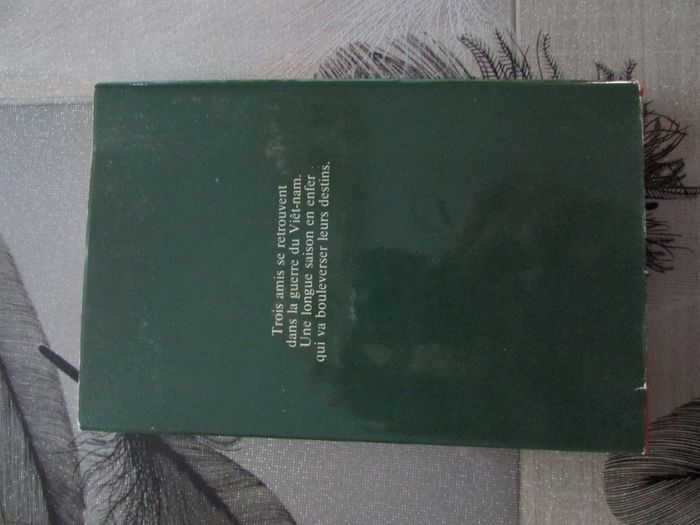 Trois amis se retrouvent
dans la guerre du Viêt-nam.
Une longue saison en enfer
qui va bouleverser leurs destins.